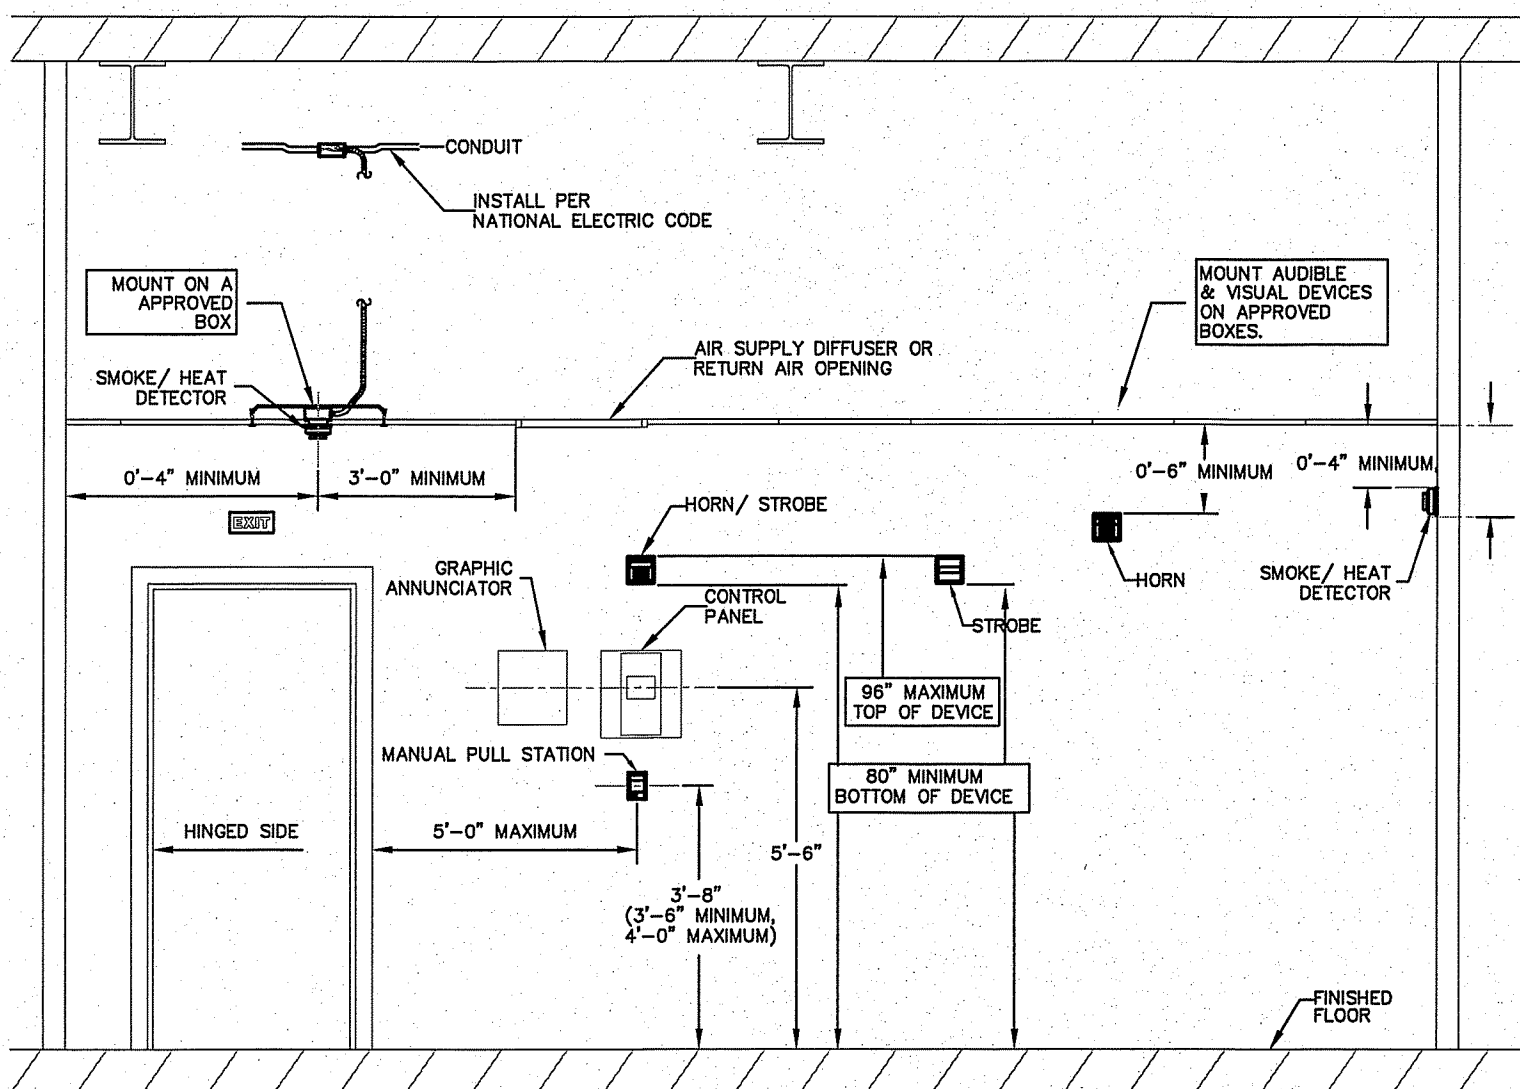 CONDUIT
INSTALL PER
NATIONAL ELECTRIC CODE
MOUNT ON A
APPROVED
BOX
MOUNT AUDIBLE
& VISUAL DEVICES
ON APPROVED
BOXES.
AIR SUPPLY DIFFUSER OR
RETURN AIR OPENING
SMOKE/ HEAT
DETECTOR
0'-4" MINIMUM
3'-0" MINIMUM
0'-6" MINIMUM
0'-4" MINIMUM
EXIT
HORN/ STROBE
GRAPHIC
ANNUNCIATOR
CONTROL
PANEL
STROBE
HORN
SMOKE/ HEAT
DETECTOR
96" MAXIMUM
TOP OF DEVICE
MANUAL PULL STATION
80" MINIMUM
BOTTOM OF DEVICE
HINGED SIDE
5'-0" MAXIMUM
5'-6"
3'-8"
(3'-6" MINIMUM,
4'-0" MAXIMUM)
FINISHED
FLOOR